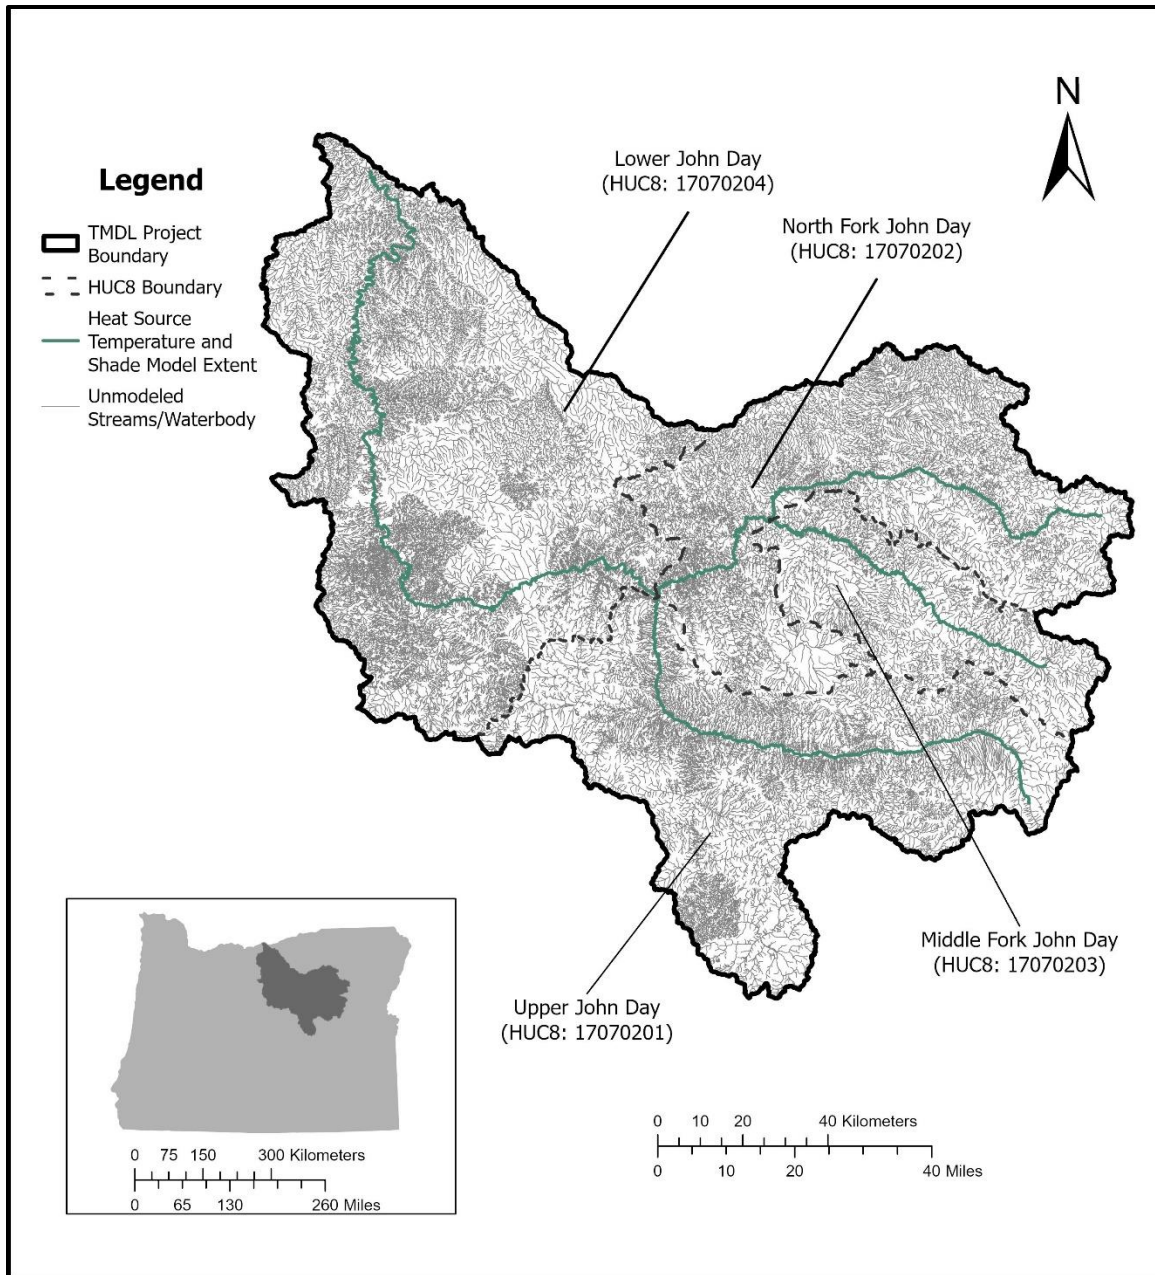 N
Legend
TMDL Project
Boundary
HUC8 Boundary
Heat Source
Temperature and
Shade Model Extent
Unmodeled
Streams/Waterbody
Lower John Day
(HUC8: 17070204)
North Fork John Day
(HUC8: 17070202)
Middle Fork John Day
(HUC8: 17070203)
Upper John Day
(HUC8: 17070201)
0 75 150 300 Kilometers
0 65 130 260 Miles
0 10 20 40 Kilometers
0 10 20 40 Miles